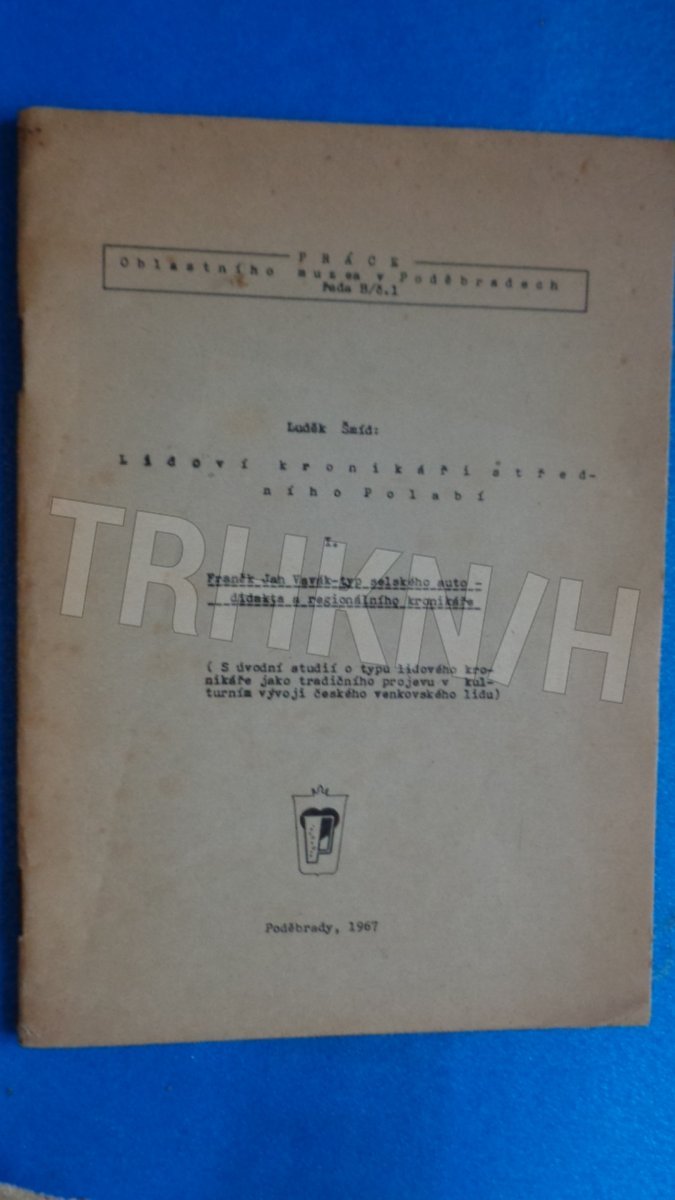 PRÁCE
Oblastního muzea v Poděbradech
Řada B/č.1
Luděk Šmíd:
Lidoví kronikáři střed-
ního Polabí
I.
Franěk Jan Vavák-typ selského auto -
didakta a regionálního kronikáře
( S úvodní studií o typu lidového kro-
nikáře jako tradičního projevu v kul-
turním vývoji českého venkovského lidu)
Poděbrady, 1967
TRHKN/H